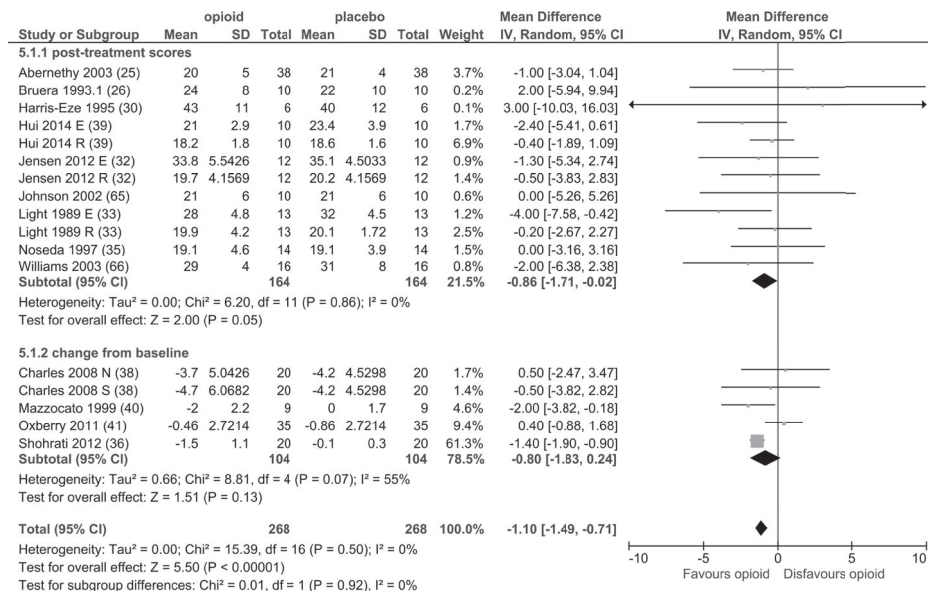 opioid placebo Mean Difference Mean Difference
Study or Subgroup Mean SD Total Mean SD Total Weight IV, Random, 95% CI IV, Random, 95% CI
5.1.1 post-treatment scores
Abernethy 2003 (25) 20 5 38 21 4 38 3.7% -1.00 [-3.04, 1.04]
Bruera 1993.1 (26) 24 8 10 22 10 10 0.2% 2.00 [-5.94, 9.94]
Harris-Eze 1995 (30) 43 11 6 40 12 6 0.1% 3.00 [-10.03, 16.03]
Hui 2014 E (39) 21 2.9 10 23.4 3.9 10 1.7% -2.40 [-5.41, 0.61]
Hui 2014 R (39) 18.2 1.8 10 18.6 1.6 10 6.9% -0.40 [-1.89, 1.09]
Jensen 2012 E (32) 33.8 5.5426 12 35.1 4.5033 12 0.9% -1.30 [-5.34, 2.74]
Jensen 2012 R (32) 19.7 4.1569 12 20.2 4.1569 12 1.4% -0.50 [-3.83, 2.83]
Johnson 2002 (65) 21 6 10 21 6 10 0.5% 0.00 [-5.26, 5.26]
Light 1989 E (33) 28 4.8 13 32 4.5 13 1.2% -4.00 [-7.58, -0.42]
Light 1989 R (33) 19.9 4.2 13 20.1 1.72 13 2.5% -0.20 [-2.67, 2.27]
Noseda 1997 (35) 19.1 4.6 14 19.1 3.9 14 1.5% 0.00 [-3.16, 3.16]
Williams 2003 (66) 29 4 16 31 8 16 0.8% -2.00 [-6.38, 2.38]
Subtotal (95% CI) 164 164 21.5% -0.86 [-1.71, -0.02]
Heterogeneity: Tau² = 0.00; Chi² = 6.20, df = 11 (P = 0.86); I² = 0%
Test for overall effect: Z = 2.00 (P = 0.05)
5.1.2 change from baseline
Charles 2008 N (38) -3.7 5.0426 20 -4.2 4.5298 20 1.7% 0.50 [-2.47, 3.47]
Charles 2008 S (38) -4.7 6.0682 20 -4.2 4.5298 20 1.4% -0.50 [-3.82, 2.82]
Mazzocato 1999 (40) -2 2.2 9 0 1.7 9 4.6% -2.00 [-3.82, -0.18]
Oxberry 2011 (41) -0.46 2.7214 35 -0.86 2.7214 35 9.4% 0.40 [-0.88, 1.68]
Shohrati 2012 (36) -1.5 1.1 20 -0.1 0.3 20 61.3% -1.40 [-1.90, -0.90]
Subtotal (95% CI) 104 104 78.5% -0.80 [-1.83, 0.24]
Heterogeneity: Tau² = 0.66; Chi² = 8.81, df = 4 (P = 0.07); I² = 55%
Test for overall effect: Z = 1.51 (P = 0.13)
Total (95% CI) 268 268 100.0% -1.10 [-1.49, -0.71]
Heterogeneity: Tau² = 0.00; Chi² = 15.39, df = 16 (P = 0.50); I² = 0%
Test for overall effect: Z = 5.50 (P < 0.00001)
Test for subgroup differences: Chi² = 0.01, df = 1 (P = 0.92), I² = 0%
-10 -5 0 5 10
Favours opioid Disfavours opioid